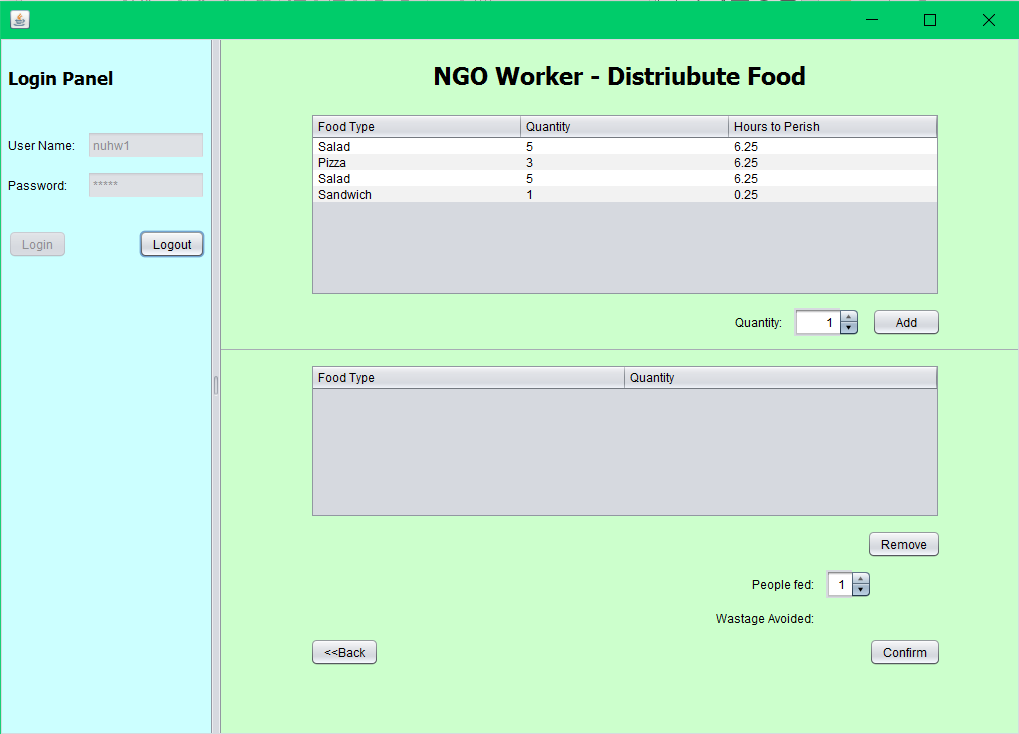 Login Panel
User Name: nuhw1
Password: *****
Login Logout
NGO Worker - Distriubute Food
Food Type Quantity Hours to Perish
Salad 5 6.25
Pizza 3 6.25
Salad 5 6.25
Sandwich 1 0.25
Quantity: 1 Add
Food Type Quantity
Remove
People fed: 1
Wastage Avoided:
<<Back Confirm